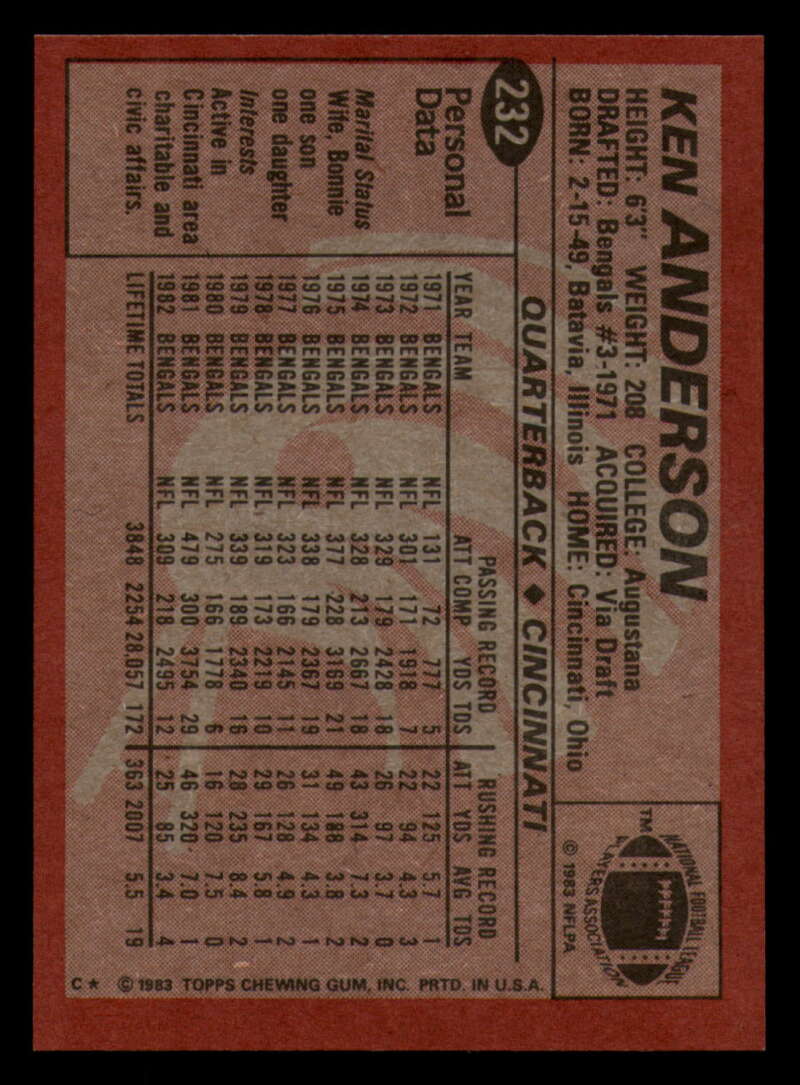 KEN ANDERSON
HEIGHT: 6'3" WEIGHT: 208 COLLEGE: Augustana
DRAFTED: Bengals #3-1971 ACQUIRED: Via Draft
BORN: 2-15-49, Batavia, Illinois HOME: Cincinnati, Ohio
TM
NATIONAL FOOTBALL LEAGUE
PLAYERS ASSOCIATION
© 1983 NFLPA
232
QUARTERBACK ♦ CINCINNATI
Personal
Data
Marital Status
Wife, Bonnie
one son
one daughter
Interests
Active in
Cincinnati area
charitable and
civic affairs.
PASSING RECORD RUSHING RECORD
YEAR TEAM ATT COMP YDS TDS ATT YDS AVG TDS
1971 BENGALS NFL 131 72 777 5 22 125 5.7 1
1972 BENGALS NFL 301 171 1918 7 22 94 4.3 3
1973 BENGALS NFL 329 179 2428 18 26 97 3.7 0
1974 BENGALS NFL 328 213 2667 18 43 314 7.3 2
1975 BENGALS NFL 377 228 3169 21 49 188 3.8 2
1976 BENGALS NFL 338 179 2367 19 31 134 4.3 1
1977 BENGALS NFL 323 166 2145 11 26 128 4.9 2
1978 BENGALS NFL 319 173 2219 10 29 167 5.8 1
1979 BENGALS NFL 339 189 2340 16 28 235 8.4 2
1980 BENGALS NFL 275 166 1778 6 16 120 7.5 0
1981 BENGALS NFL 479 300 3754 29 46 320 7.0 1
1982 BENGALS NFL 309 218 2495 12 25 85 3.4 4
LIFETIME TOTALS 3848 2254 28,057 172 363 2007 5.5 19
C★ © 1983 TOPPS CHEWING GUM, INC. PRTD. IN U.S.A.